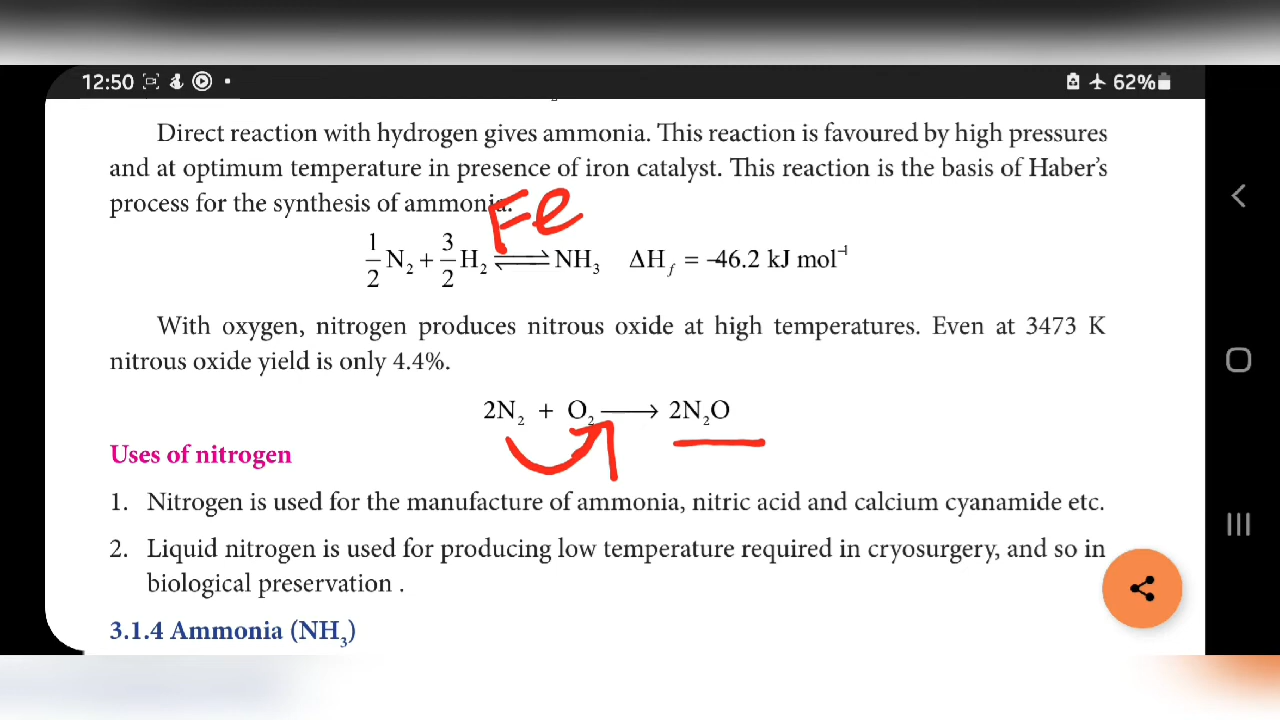 12:50
62%
Direct reaction with hydrogen gives ammonia. This reaction is favoured by high pressures
and at optimum temperature in presence of iron catalyst. This reaction is the basis of Haber's
process for the synthesis of ammonia.
Fe
1/2 N₂ + 3/2 H₂ ⇌ NH₃ ΔH_f = -46.2 kJ mol⁻¹
With oxygen, nitrogen produces nitrous oxide at high temperatures. Even at 3473 K
nitrous oxide yield is only 4.4%.
2N₂ + O₂ ⟶ 2N₂O
Uses of nitrogen
1. Nitrogen is used for the manufacture of ammonia, nitric acid and calcium cyanamide etc.
2. Liquid nitrogen is used for producing low temperature required in cryosurgery, and so in
biological preservation .
3.1.4 Ammonia (NH₃)